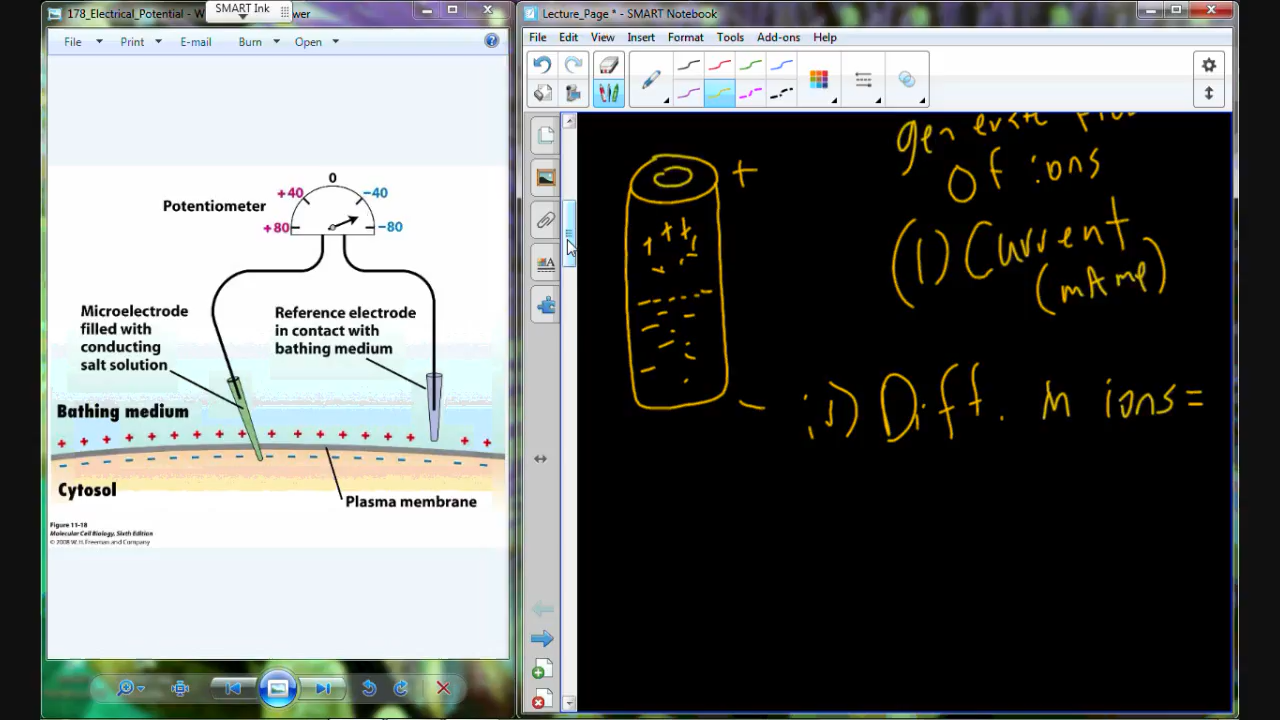 178_Electrical_Potential - W
SMART Ink
wer
File
Print
E-mail
Burn
Open
0
+40
-40
Potentiometer
+80
-80
Microelectrode
filled with
conducting
salt solution
Reference electrode
in contact with
bathing medium
Bathing medium
Cytosol
Plasma membrane
Figure 11-18
Molecular Cell Biology, Sixth Edition
© 2008 W. H. Freeman and Company
Lecture_Page * - SMART Notebook
File Edit View Insert Format Tools Add-ons Help
of ions
(1) Current
(mAmp)
ii) Diff. in ions =